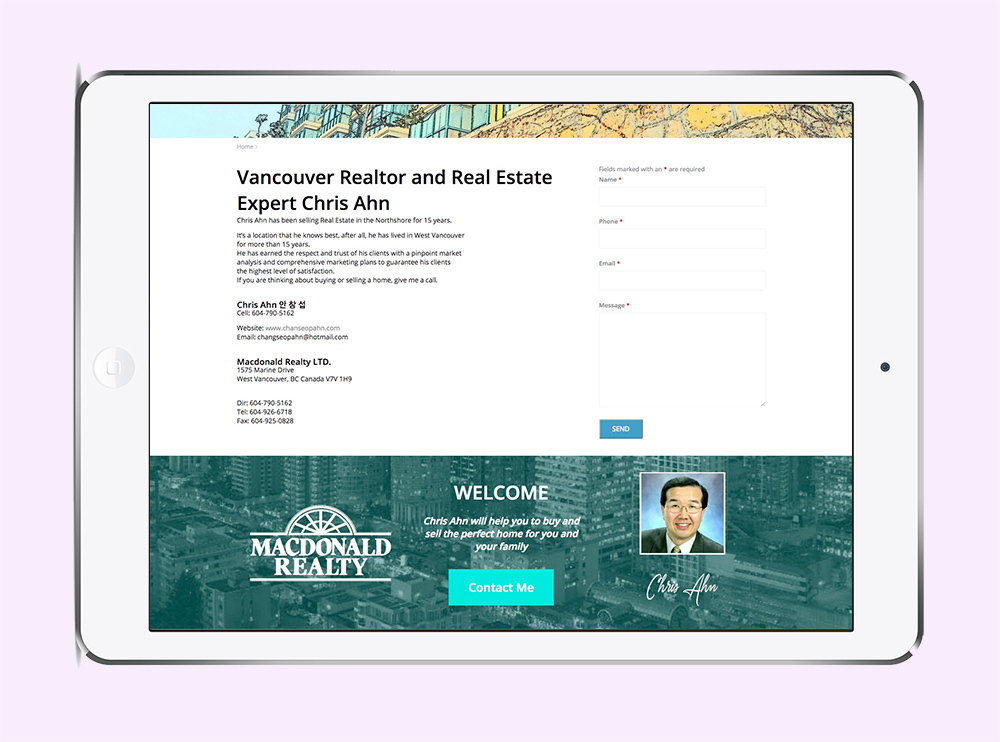 Home ›
Vancouver Realtor and Real Estate
Expert Chris Ahn
Chris Ahn has been selling Real Estate in the Northshore for 15 years.
It's a location that he knows best, after all, he has lived in West Vancouver
for more than 15 years.
He has earned the respect and trust of his clients with a pinpoint market
analysis and comprehensive marketing plans to guarantee his clients
the highest level of satisfaction.
If you are thinking about buying or selling a home, give me a call.
Chris Ahn 안 창 섭
Cell: 604-790-5162
Website: www.chanseopahn.com
Email: changseopahn@hotmail.com
Macdonald Realty LTD.
1575 Marine Drive
West Vancouver, BC Canada V7V 1H9
Dir: 604-790-5162
Tel: 604-926-6718
Fax: 604-925-0828
Fields marked with an * are required
Name *
Phone *
Email *
Message *
SEND
MACDONALD
REALTY
WELCOME
Chris Ahn will help you to buy and
sell the perfect home for you and
your family
Contact Me
Chris Ahn